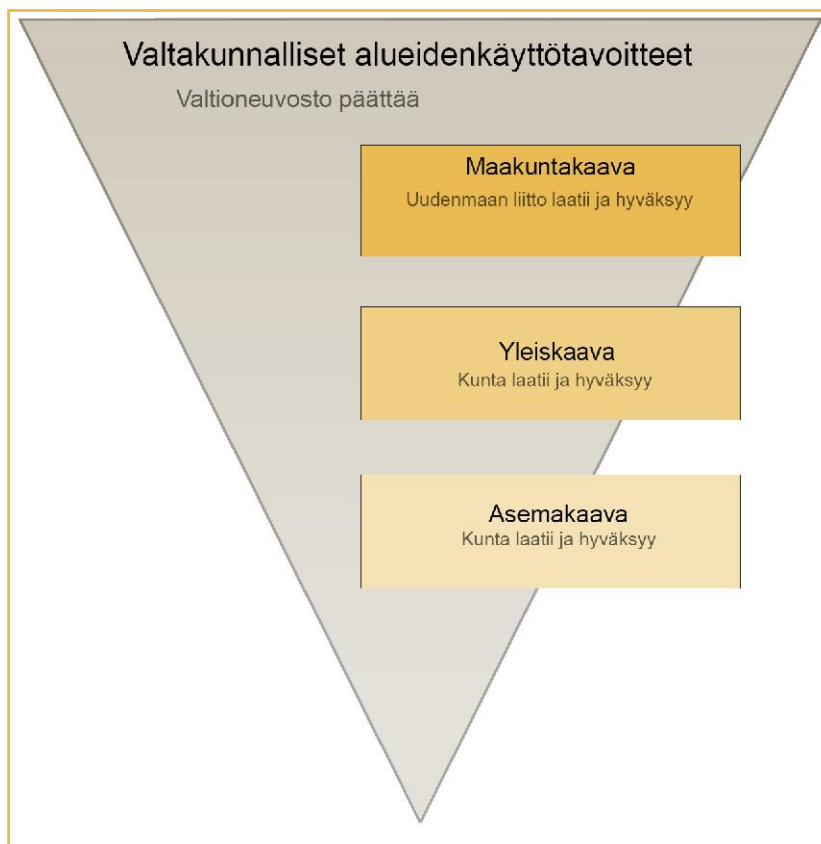 Valtakunnalliset alueidenkäyttötavoitteet
Valtioneuvosto päättää
Maakuntakaava
Uudenmaan liitto laatii ja hyväksyy
Yleiskaava
Kunta laatii ja hyväksyy
Asemakaava
Kunta laatii ja hyväksyy